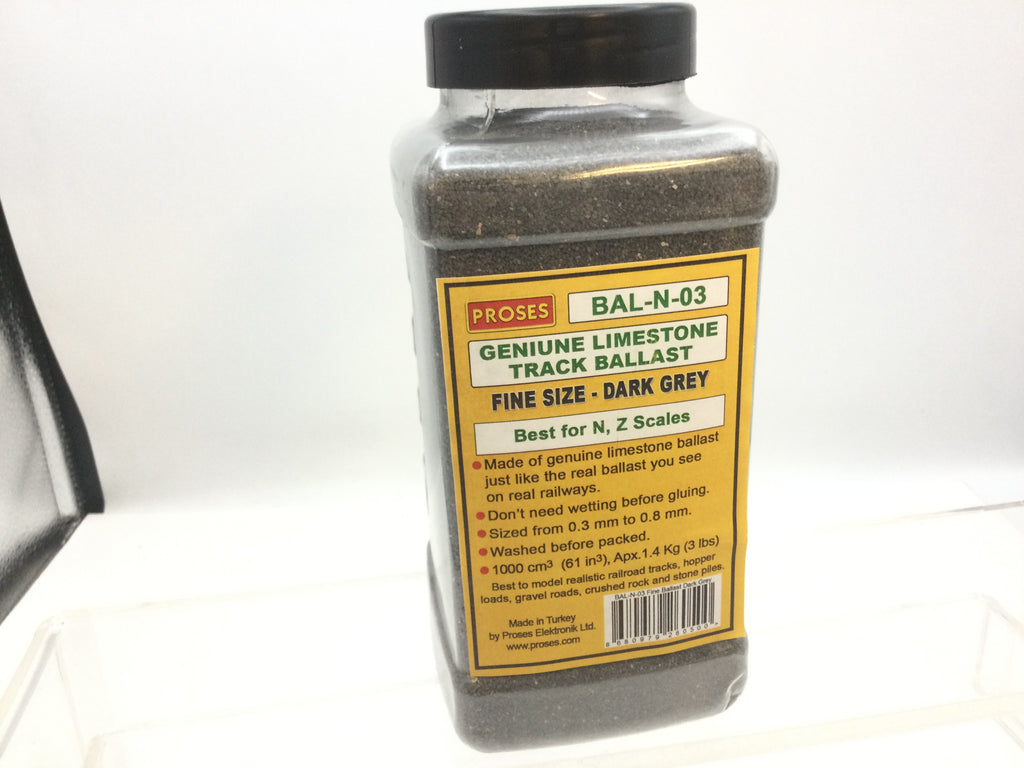 PROSES
BAL-N-03
GENIUNE LIMESTONE
TRACK BALLAST
FINE SIZE - DARK GREY
Best for N, Z Scales
Made of genuine limestone ballast
just like the real ballast you see
on real railways.
Don't need wetting before gluing.
Sized from 0.3 mm to 0.8 mm.
Washed before packed.
1000 cm³ (61 in³), Apx.1.4 Kg (3 lbs)
Best to model realistic railroad tracks, hopper
loads, gravel roads, crushed rock and stone piles.
BAL-N-03 Fine Ballast Dark Grey
Made in Turkey
by Proses Elektronik Ltd.
www.proses.com
8 680979 280500 >